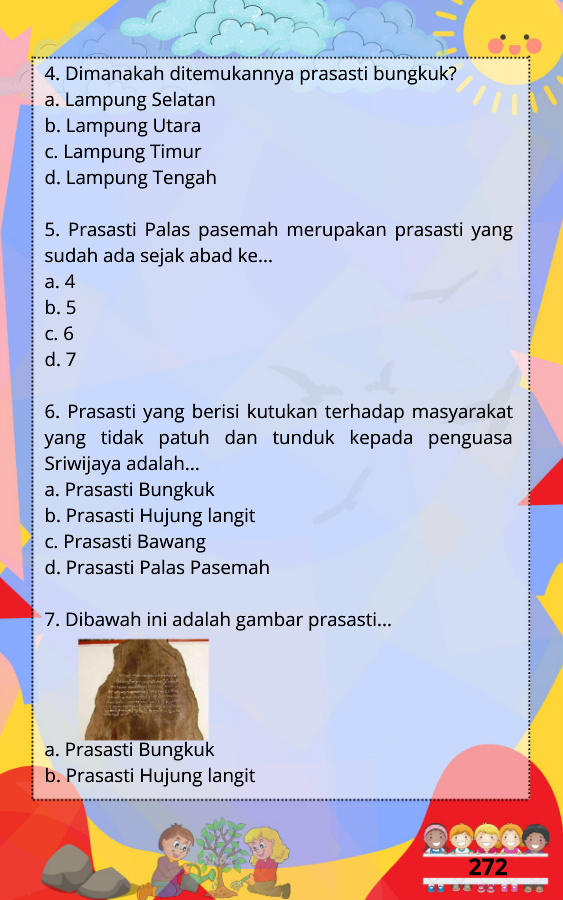 4. Dimanakah ditemukannya prasasti bungkuk?
a. Lampung Selatan
b. Lampung Utara
c. Lampung Timur
d. Lampung Tengah
5. Prasasti Palas pasemah merupakan prasasti yang
sudah ada sejak abad ke...
a. 4
b. 5
c. 6
d. 7
6. Prasasti yang berisi kutukan terhadap masyarakat
yang tidak patuh dan tunduk kepada penguasa
Sriwijaya adalah...
a. Prasasti Bungkuk
b. Prasasti Hujung langit
c. Prasasti Bawang
d. Prasasti Palas Pasemah
7. Dibawah ini adalah gambar prasasti...
a. Prasasti Bungkuk
b. Prasasti Hujung langit
272